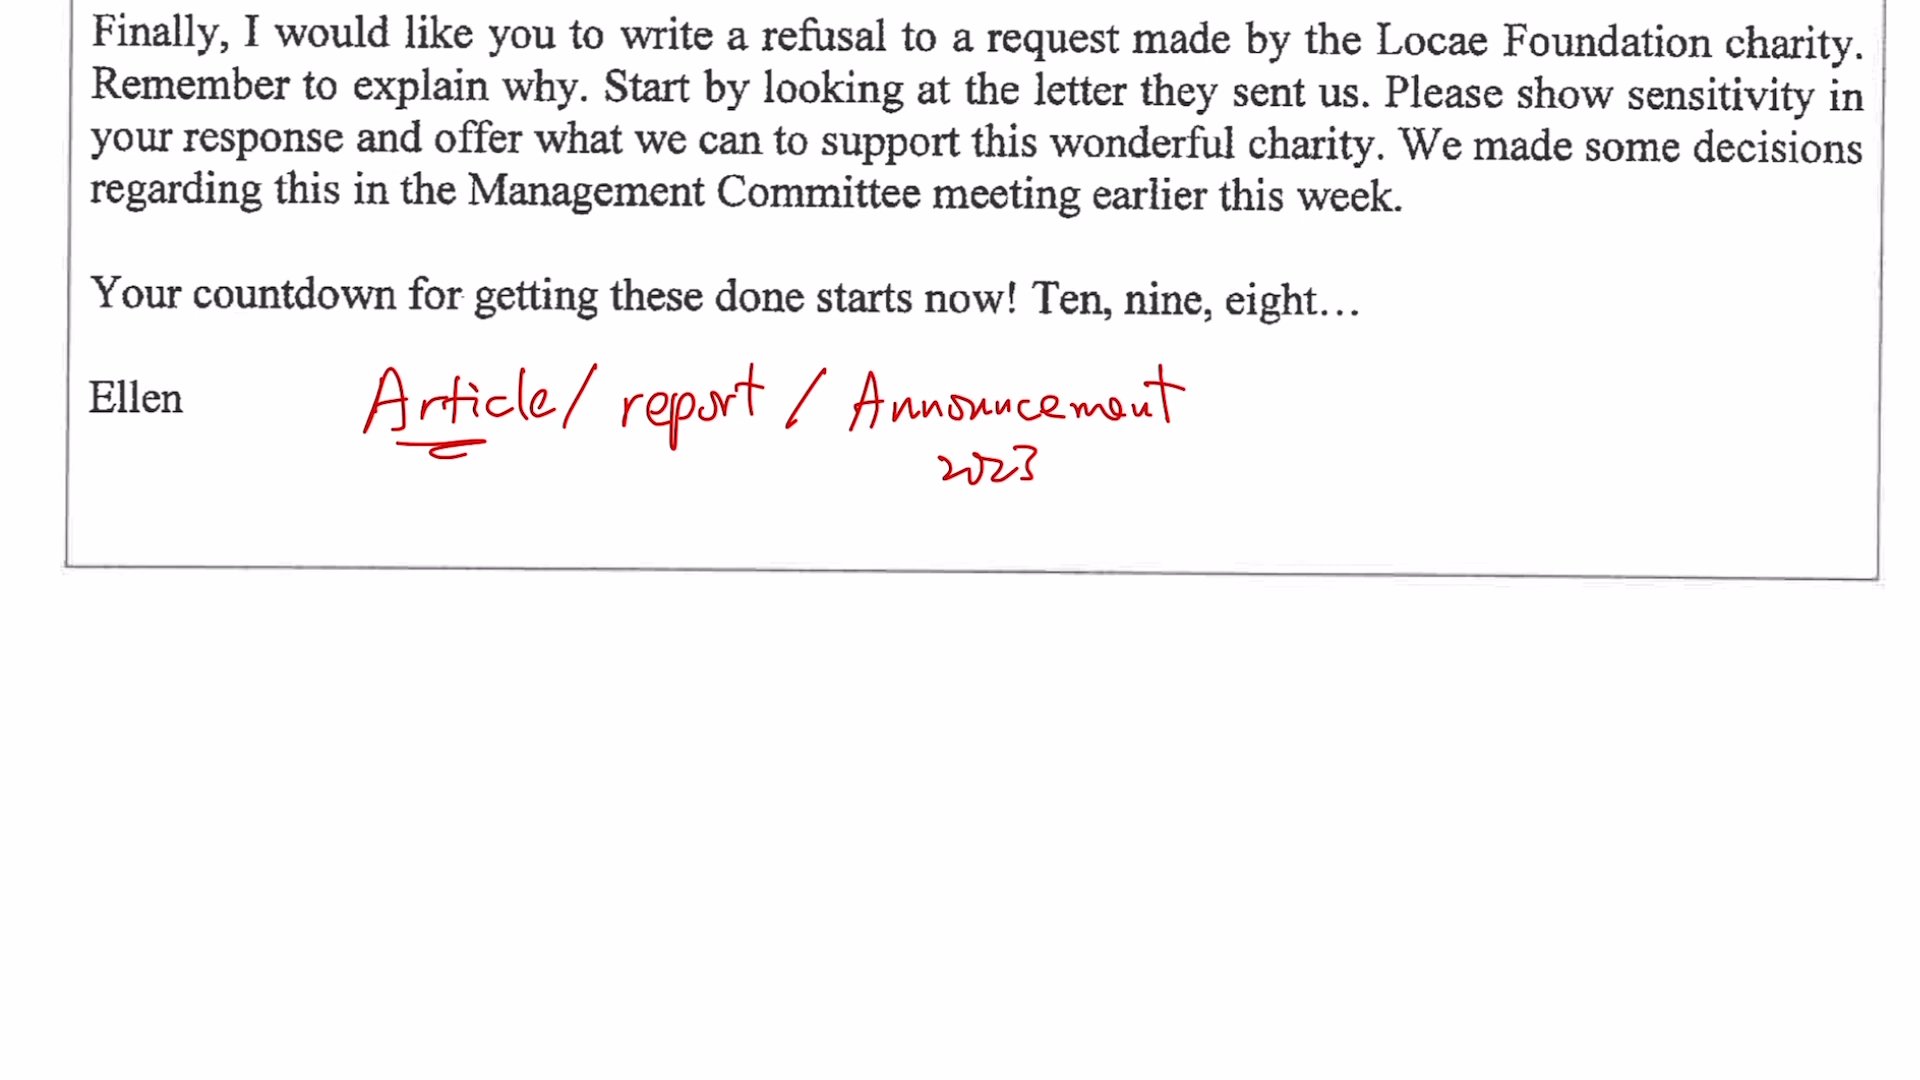 Finally, I would like you to write a refusal to a request made by the Locae Foundation charity.
Remember to explain why. Start by looking at the letter they sent us. Please show sensitivity in
your response and offer what we can to support this wonderful charity. We made some decisions
regarding this in the Management Committee meeting earlier this week.
Your countdown for getting these done starts now! Ten, nine, eight...
Ellen
Article/ report / Announcement
2023